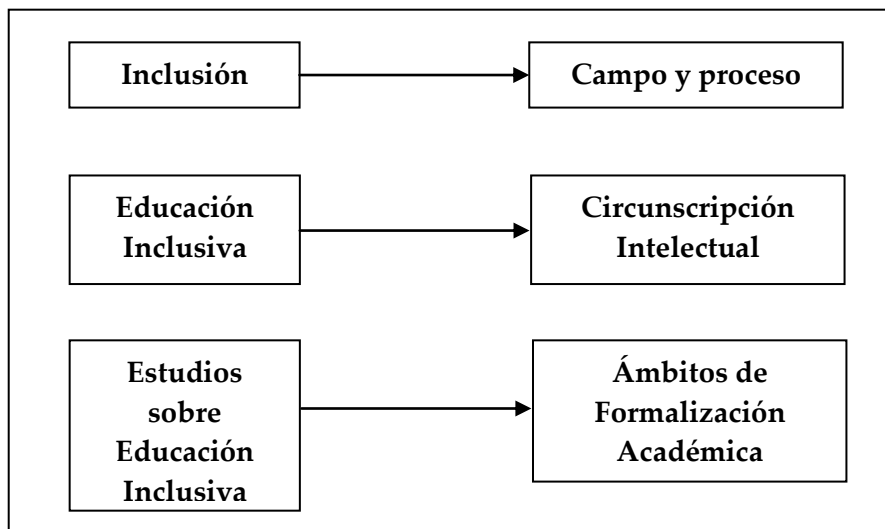 Inclusión
Campo y proceso
Educación
Inclusiva
Circunscripción
Intelectual
Estudios
sobre
Educación
Inclusiva
Ámbitos de
Formalización
Académica